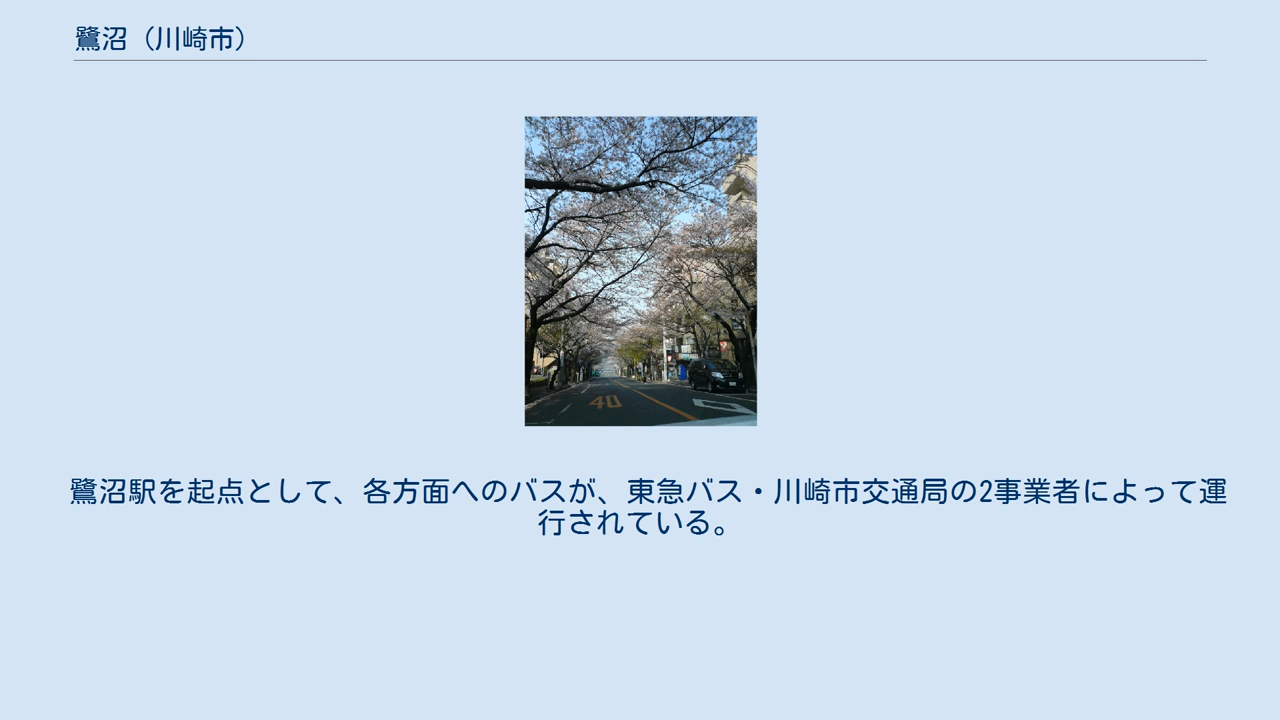 鷺沼（川崎市）
40
鷺沼駅を起点として、各方面へのバスが、東急バス・川崎市交通局の2事業者によって運
行されている。